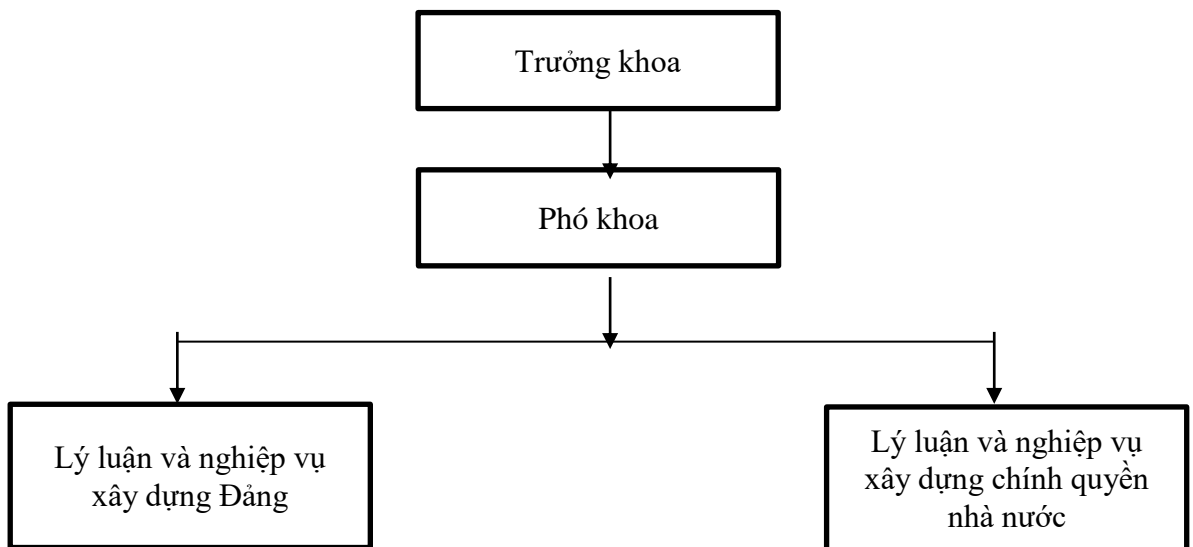 Trưởng khoa
Phó khoa
Lý luận và nghiệp vụ
xây dựng Đảng
Lý luận và nghiệp vụ
xây dựng chính quyền
nhà nước